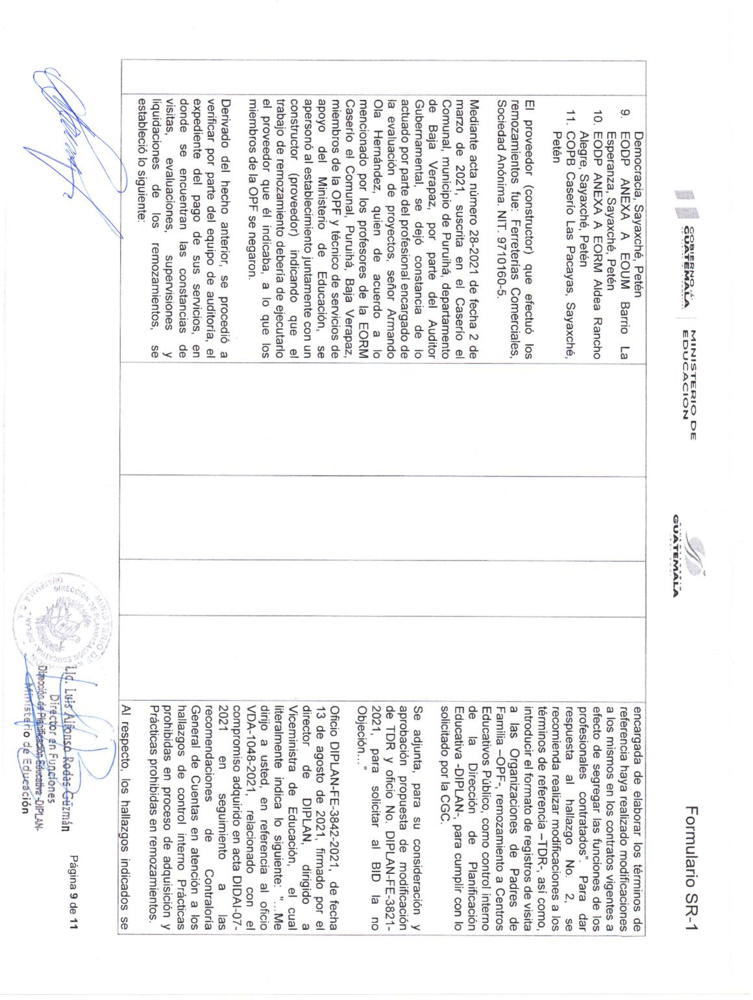 GOBIERNO de
GUATEMALA
MINISTERIO DE
EDUCACIÓN
GUATEMALA
Formulario SR-1
Democracia, Sayaxché, Petén
9. EODP ANEXA A EOUM Barrio La
Esperanza, Sayaxché, Petén
10. EODP ANEXA A EORM Aldea Rancho
Alegre, Sayaxché, Petén
11. COPB Caserío Las Pacayas, Sayaxché,
Petén
El proveedor (constructor) que efectuó los
remozamientos fue: Ferreterías Comerciales,
Sociedad Anónima. NIT. 9710160-5.
Mediante acta número 28-2021 de fecha 2 de
marzo de 2021, suscrita en el Caserío el
Comunal, municipio de Puruihá, departamento
de Baja Verapaz, por parte del Auditor
Gubernamental, se dejó constancia de lo
actuado por parte del profesional encargado de
la evaluación de proyectos, señor Armando
Ola Hernández, quien de acuerdo a lo
mencionado por los profesores de la EORM
Caserío el Comunal, Puruihá, Baja Verapaz,
miembros de la OPF y técnico de servicios de
apoyo del Ministerio de Educación, se
apersonó al establecimiento juntamente con un
constructor (proveedor) indicando que el
trabajo de remozamiento debería de ejecutarlo
el proveedor que él indicaba, a lo que los
miembros de la OPF se negaron.
Derivado del hecho anterior, se procedió a
verificar por parte del equipo de auditoría, el
expediente del pago de sus servicios, en
donde se encuentran las constancias de
visitas, evaluaciones, supervisiones y
liquidaciones de los remozamientos, se
estableció lo siguiente:
encargada de elaborar los términos de
referencia haya realizado modificaciones
a los mismos en los contratos vigentes a
efecto de segregar las funciones de los
profesionales contratados". Para dar
respuesta al hallazgo No. 2, se
recomienda realizar modificaciones a los
términos de referencia –TDR-, así como,
introducir el formato de registros de visita
a las Organizaciones de Padres de
Familia –OPF-, remozamiento a Centros
Educativos Público, como control interno
de la Dirección de Planificación
Educativa -DIPLAN-, para cumplir con lo
solicitado por la CGC.
Se adjunta, para su consideración y
aprobación propuesta de modificación
de TDR y oficio No. DIPLAN-FE-3821-
2021, para solicitar al BID la no
Objeción…"
Oficio DIPLAN-FE-3842-2021, de fecha
13 de agosto de 2021, firmado por el
director de DIPLAN, dirigido a
Viceministra de Educación, el cual
literalmente indica lo siguiente: "…Me
dirijo a usted, en referencia al oficio
VDA-1048-2021, relacionado con el
compromiso adquirido en acta DIDAI-07-
2021 en seguimiento a las
recomendaciones de Contraloría
General de Cuentas en atención a los
hallazgos de control interno Prácticas
prohibidas en proceso de adquisición y
Prácticas prohibidas en remozamientos.
Al respecto, los hallazgos indicados se
MINISTERIO DE EDUCACIÓN
DIRECCIÓN DE PLANIFICACIÓN EDUCATIVA - DIPLAN -
GUATEMALA C. A.
Lic. Luis Alfonso Rodas Guzmán
Director en Funciones
Dirección de Planificación Educativa -DIPLAN-
Ministerio de Educación
Página 9 de 11